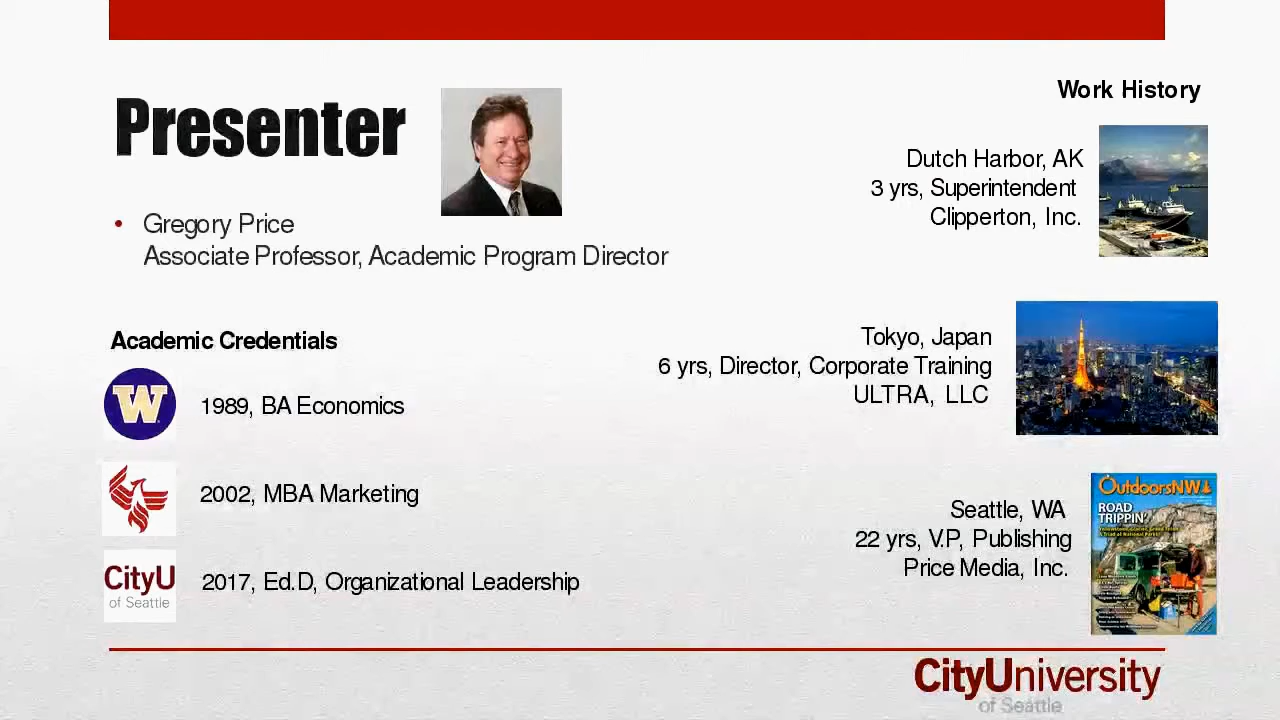 Presenter
• Gregory Price
Associate Professor, Academic Program Director
Academic Credentials
W
1989, BA Economics
2002, MBA Marketing
CityU
of Seattle
2017, Ed.D, Organizational Leadership
Work History
Dutch Harbor, AK
3 yrs, Superintendent
Clipperton, Inc.
Tokyo, Japan
6 yrs, Director, Corporate Training
ULTRA, LLC
Seattle, WA
22 yrs, V.P, Publishing
Price Media, Inc.
OutdoorsNW
ROAD
TRIPPIN'
CityUniversity
of Seattle